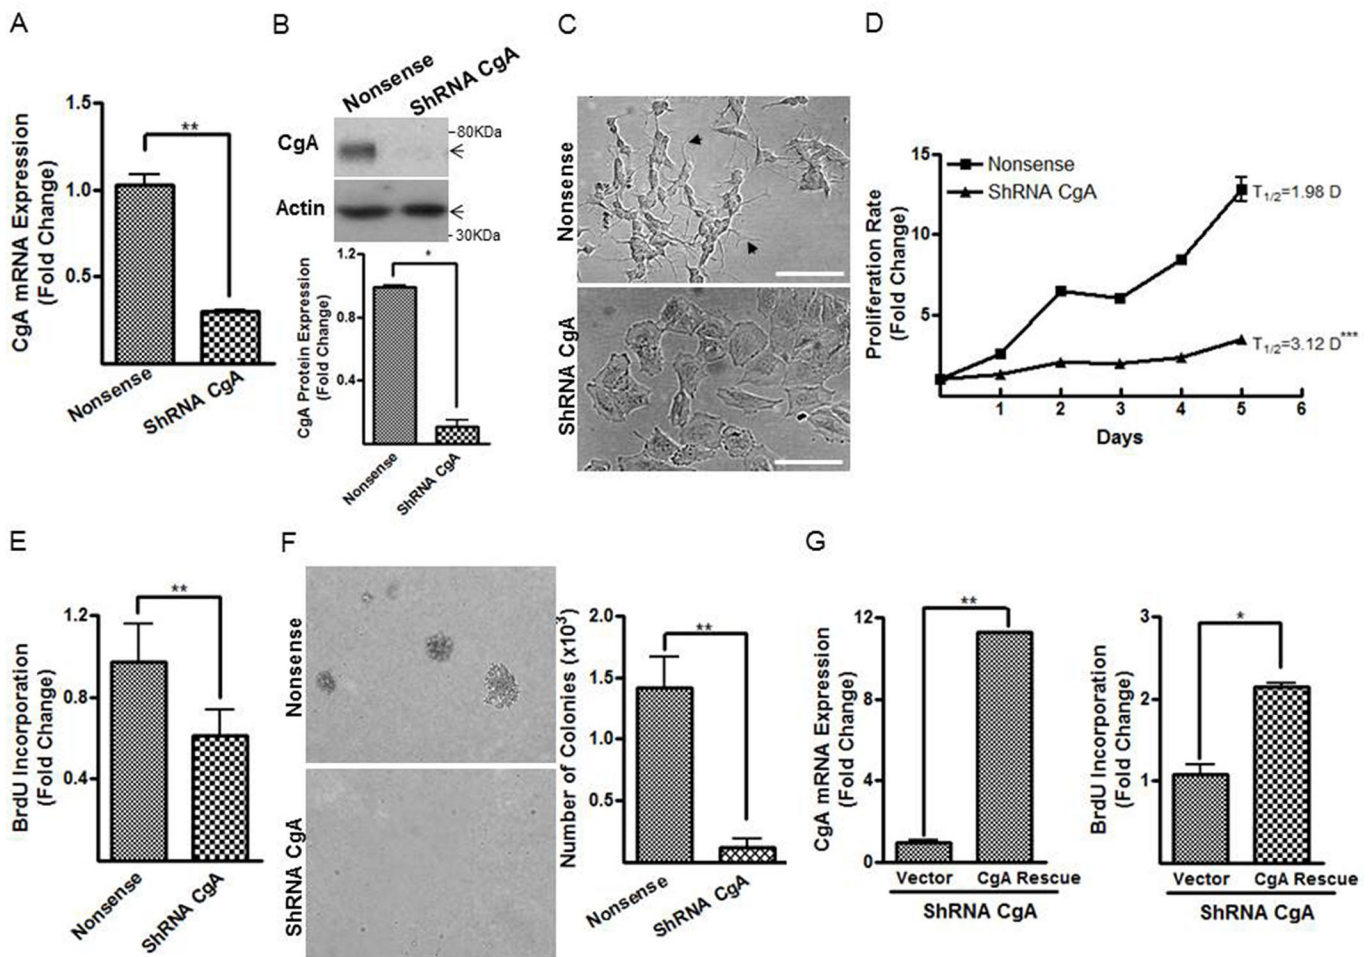 A
CgA mRNA Expression
(Fold Change)
1.5
1.0
0.5
**
Nonsense
ShRNA CgA
B
Nonsense
ShRNA CgA
CgA
80KDa
Actin
30KDa
CgA Protein Expression
(Fold Change)
1.2
0.8
0.4
*
Nonsense
ShRNA CgA
C
Nonsense
ShRNA CgA
D
Proliferation Rate
(Fold Change)
15
10
5
Nonsense
ShRNA CgA
T1/2=1.98 D
T1/2=3.12 D***
1 2 3 4 5 6
Days
E
BrdU Incorporation
(Fold Change)
1.2
0.8
0.4
**
Nonsense
ShRNA CgA
F
Nonsense
ShRNA CgA
Number of Colonies (x10³)
2.0
1.5
1.0
0.5
**
Nonsense
ShRNA CgA
G
CgA mRNA Expression
(Fold Change)
12
8
4
0
**
Vector CgA Rescue
ShRNA CgA
BrdU Incorporation
(Fold Change)
3
2
1
*
Vector CgA Rescue
ShRNA CgA